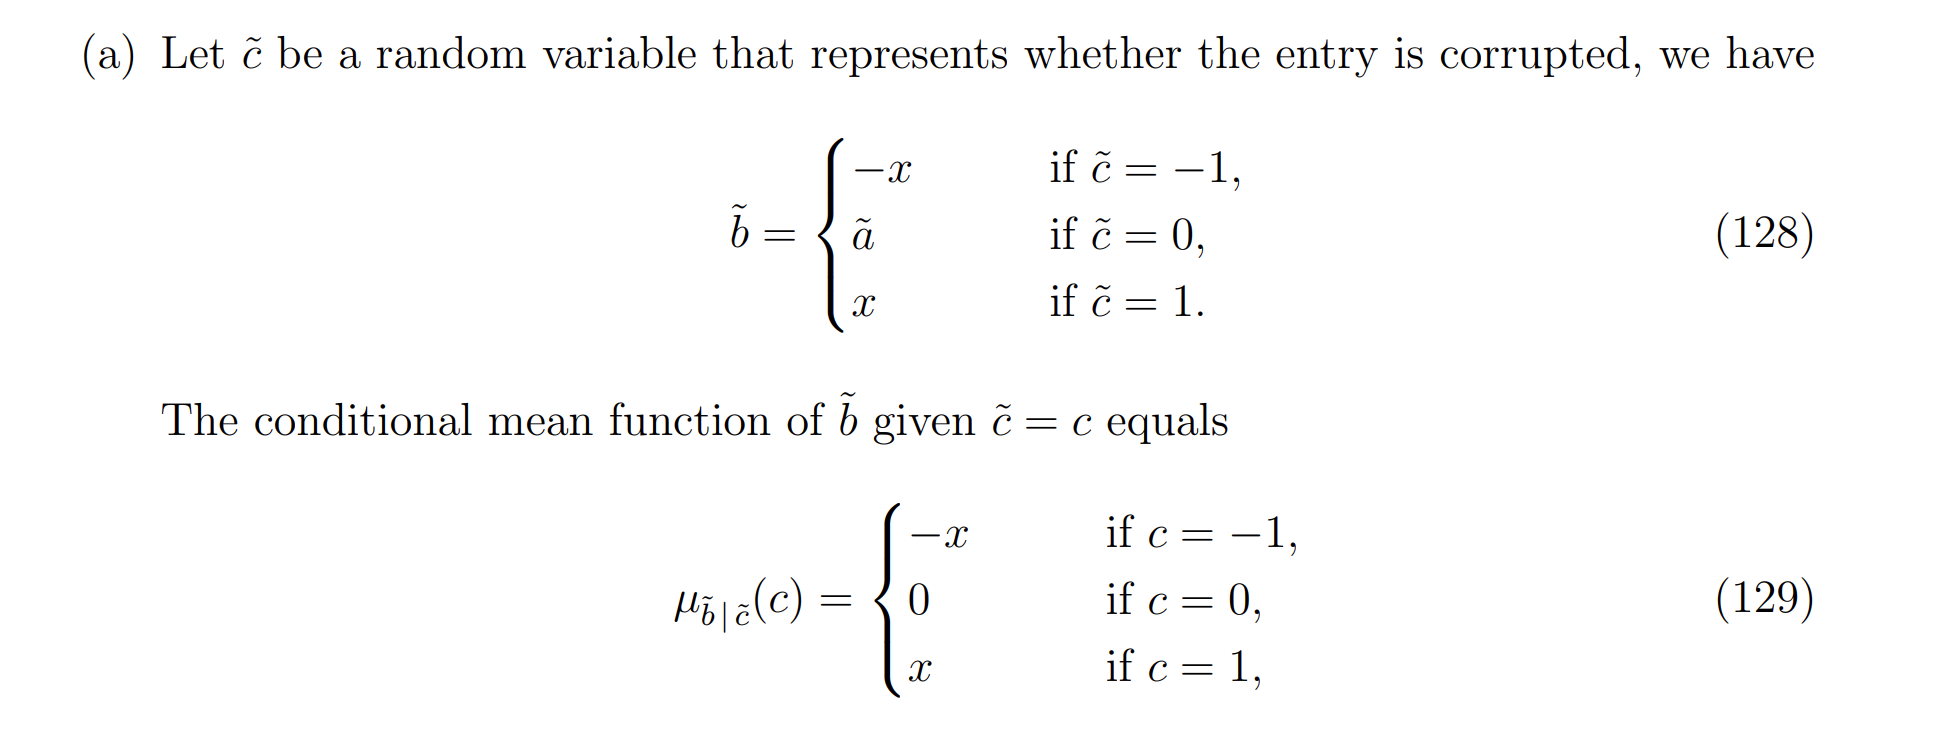 (a) Let c̃ be a random variable that represents whether the entry is corrupted, we have
−x if c̃ = −1,
b̃ = { ã if c̃ = 0, (128)
x if c̃ = 1.
The conditional mean function of b̃ given c̃ = c equals
−x if c = −1,
μ_{b̃ | c̃}(c) = { 0 if c = 0, (129)
x if c = 1,